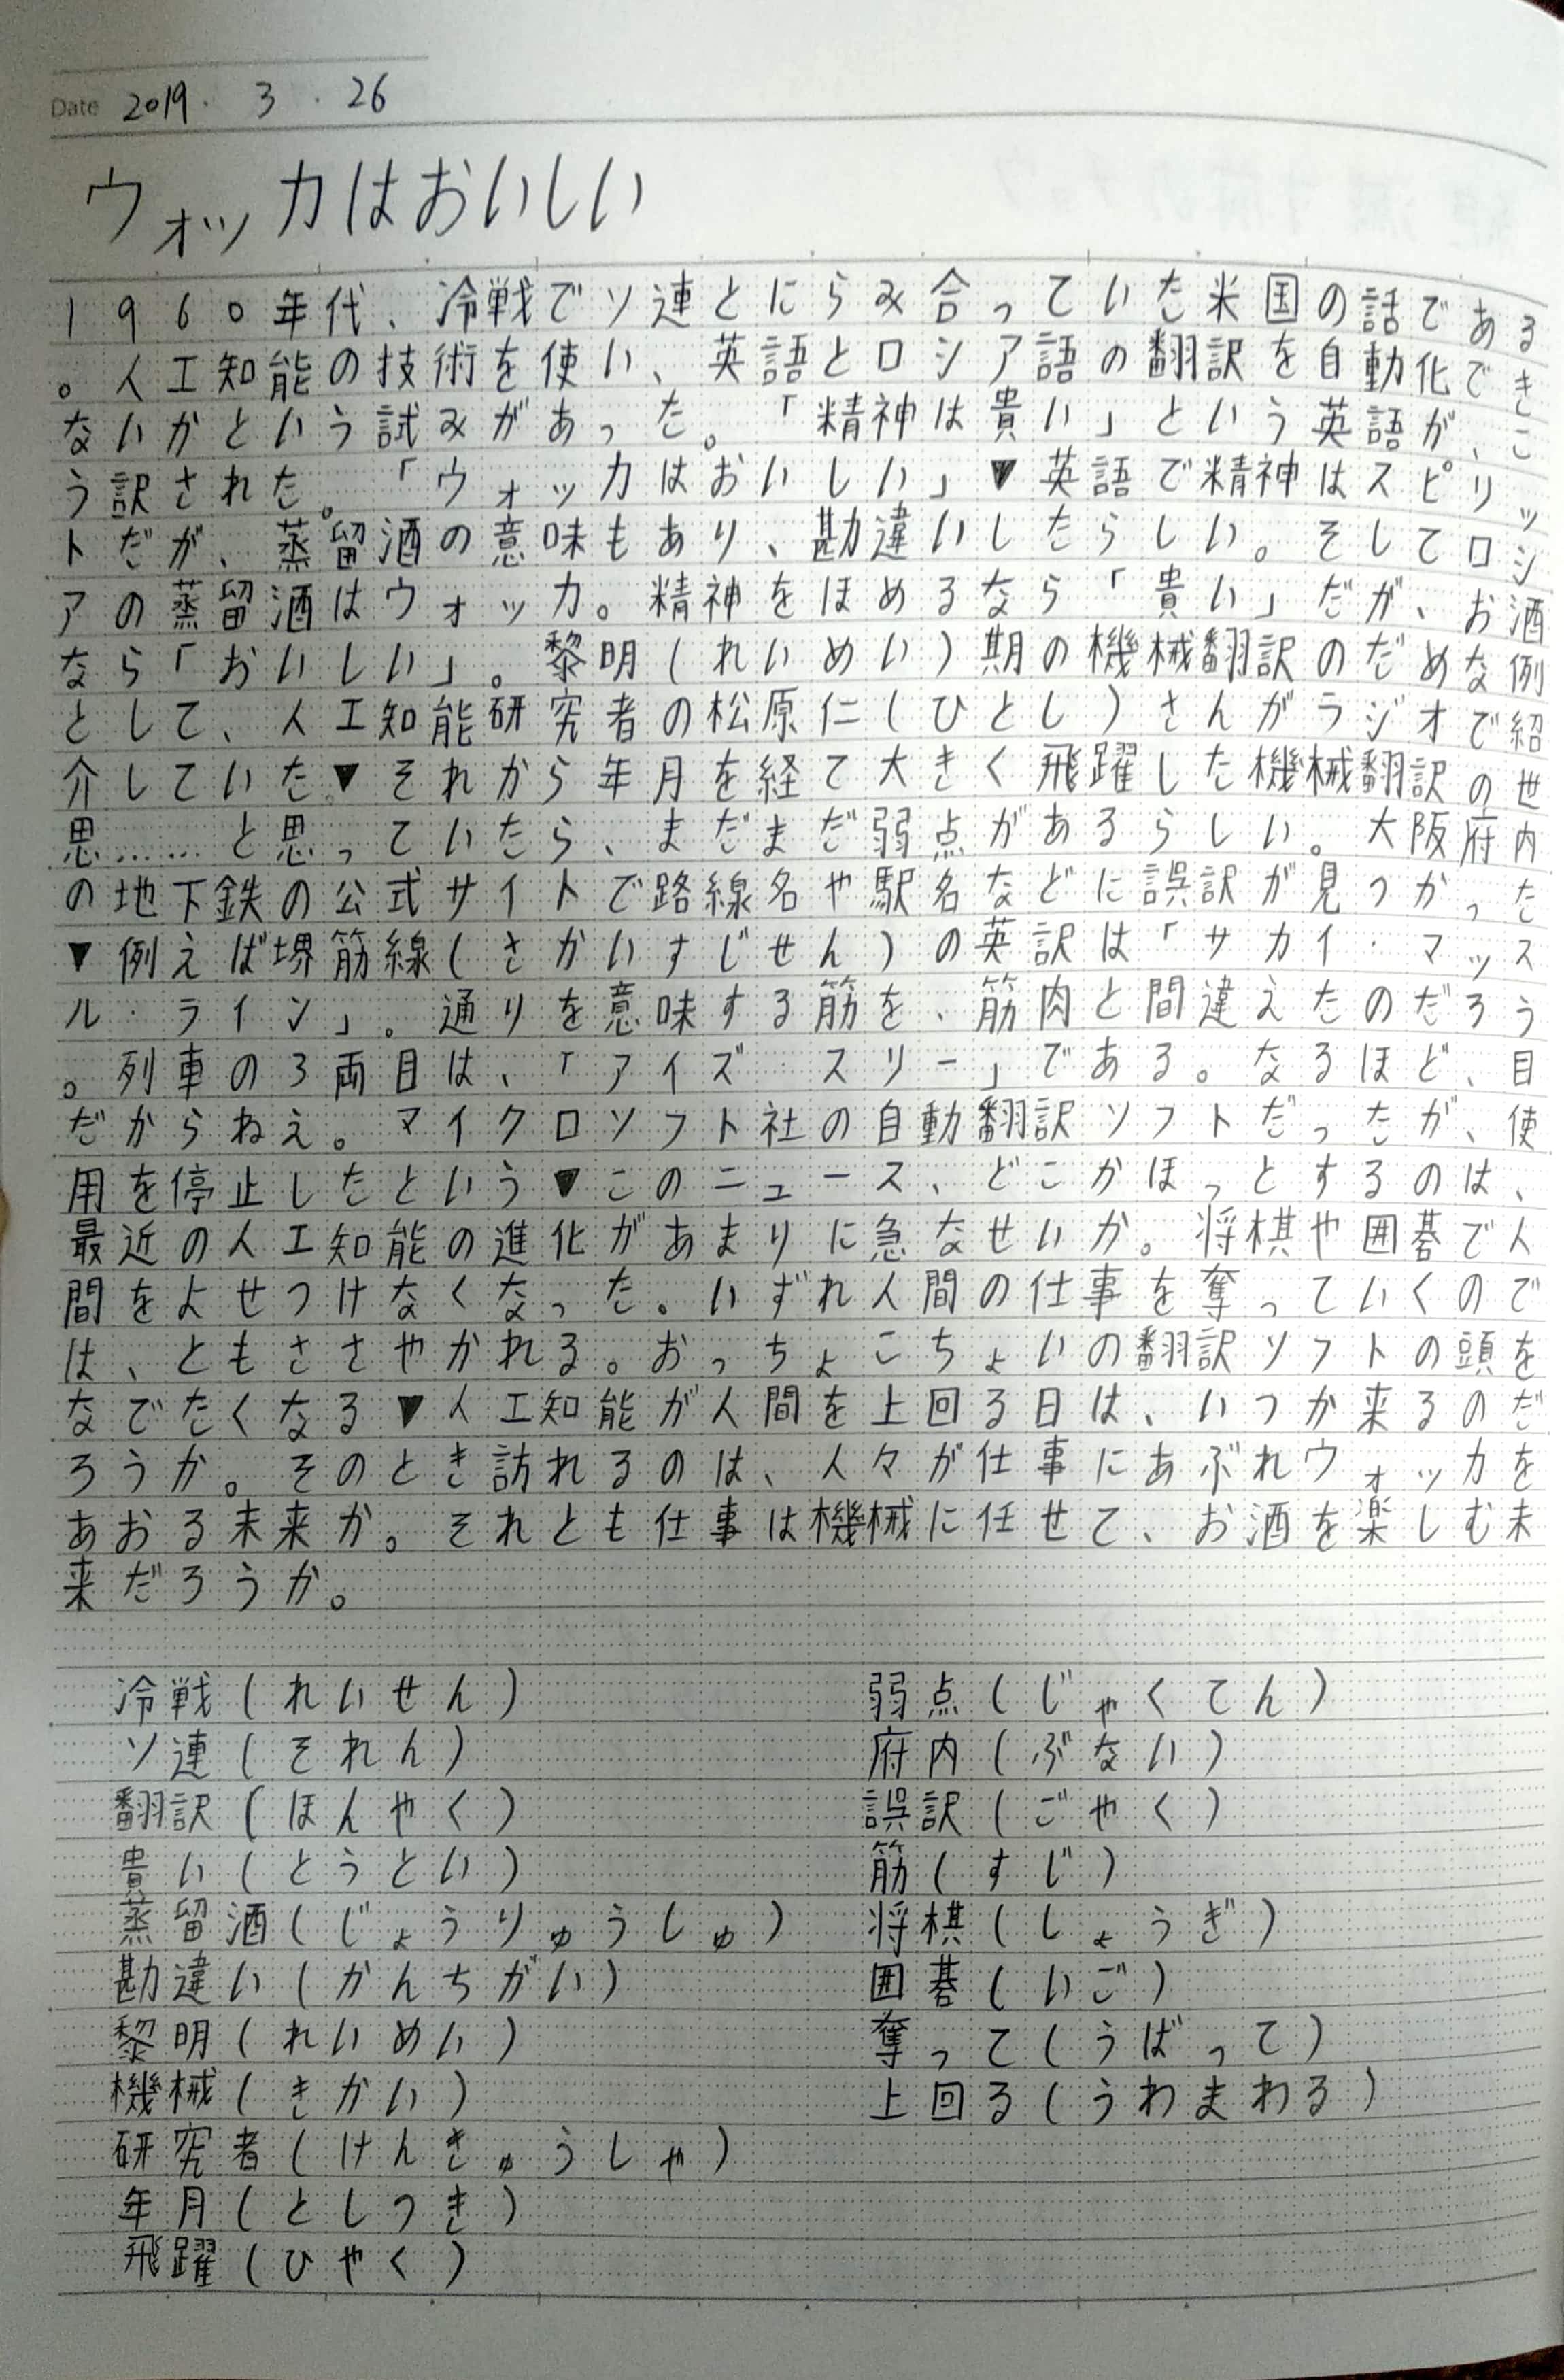 Date 2019. 3. 26
ウォッカはおいしい
1960年代、冷戦でソ連とにらみ合っていた米国の話である
。人工知能の技術を使い、英語とロシア語の翻訳を自動化でき
ないかという試みがあった。「精神は貴い」という英語が、こ
う訳された。「ウォッカはおいしい」▼英語で精神はスピリッ
トだが、蒸留酒の意味もあり、勘違いしたらしい。そしてロシ
アの蒸留酒はウォッカ。精神をほめるなら「貴い」だが、お酒
なら「おいしい」。黎明(れいめい)期の機械翻訳のだめな例
として、人工知能研究者の松原仁(ひとし)さんがラジオで紹
介していた▼それから年月を経て大きく飛躍した機械翻訳の世
思……と思っていたら、まだまだ弱点があるらしい。大阪府内
の地下鉄の公式サイトで路線名や駅名などに誤訳が見つかった
▼例えば堺筋線(さかいすじせん)の英訳は「サカイ・マッス
ル・ライン」。通りを意味する筋を、筋肉と間違えたのだろう
。列車の3両目は、「アイズ スリー」である。なるほど、目
だからねえ。マイクロソフト社の自動翻訳ソフトだったが、使
用を停止したという▼このニュース、どこかほっとするのは、
最近の人工知能の進化があまりに急なせいか。将棋や囲碁で人
間をよせつけなくなった。いずれ人間の仕事を奪っていくので
は、ともささやかれる。おっちょこちょいの翻訳ソフトの頭を
なでたくなる▼人工知能が人間を上回る日は、いつか来るのだ
ろうか。そのとき訪れるのは、人々が仕事にあぶれウォッカを
あおる未来か。それとも仕事は機械に任せて、お酒を楽しむ未
来だろうか。
冷戦(れいせん)
ソ連(それん)
翻訳(ほんやく)
貴い(とうとい)
蒸留酒(じょうりゅうしゅ)
勘違い(かんちがい)
黎明(れいめい)
機械(きかい)
研究者(けんきゅうしゃ)
年月(としつき)
飛躍(ひやく)
弱点(じゃくてん)
府内(ぶない)
誤訳(ごやく)
筋(すじ)
将棋(しょうぎ)
囲碁(いご)
奪って(うばって)
上回る(うわまわる)